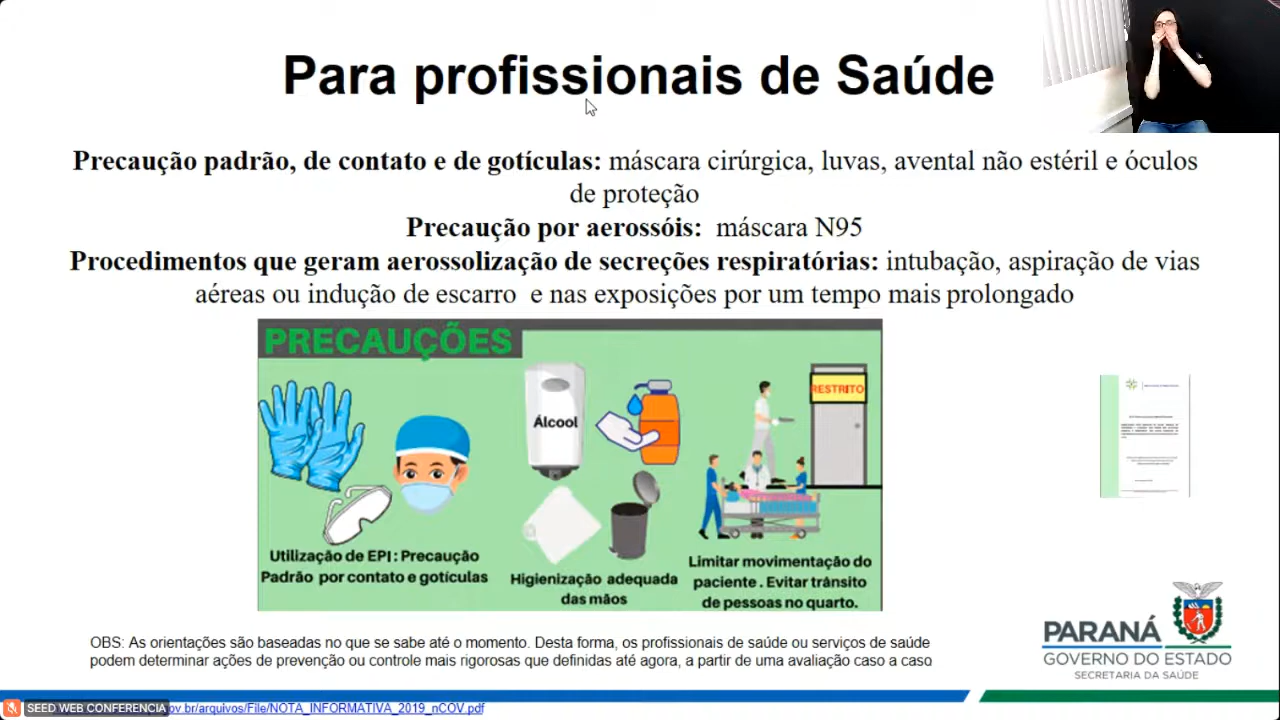 Para profissionais de Saúde
Precaução padrão, de contato e de gotículas: máscara cirúrgica, luvas, avental não estéril e óculos
de proteção
Precaução por aerossóis: máscara N95
Procedimentos que geram aerossolização de secreções respiratórias: intubação, aspiração de vias
aéreas ou indução de escarro e nas exposições por um tempo mais prolongado
PRECAUÇÕES
Álcool
RESTRITO
Utilização de EPI : Precaução
Padrão por contato e gotículas
Higienização adequada
das mãos
Limitar movimentação do
paciente . Evitar trânsito
de pessoas no quarto.
OBS: As orientações são baseadas no que se sabe até o momento. Desta forma, os profissionais de saúde ou serviços de saúde
podem determinar ações de prevenção ou controle mais rigorosas que definidas até agora, a partir de uma avaliação caso a caso
PARANÁ
GOVERNO DO ESTADO
SECRETARIA DA SAÚDE
SEED WEB CONFERENCIA
ov.br/arquivos/File/NOTA_INFORMATIVA_2019_nCOV.pdf